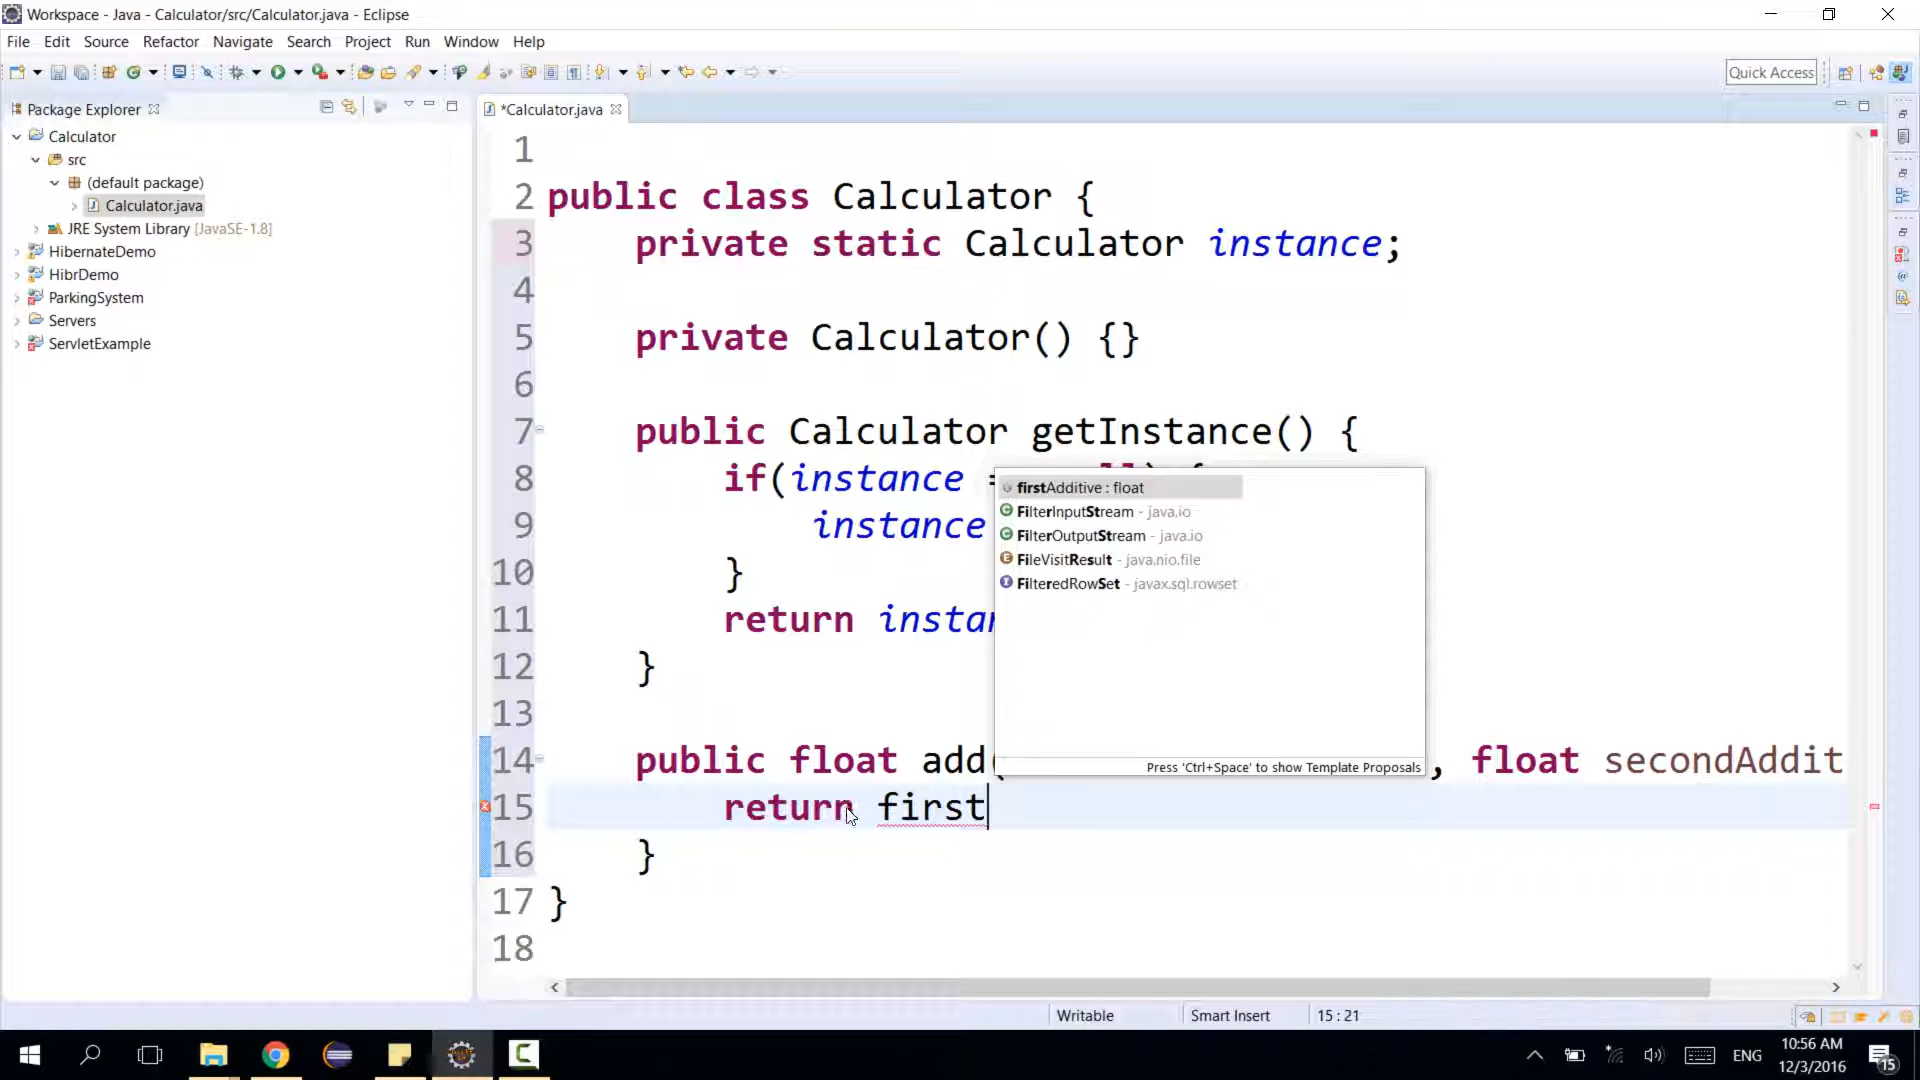 Workspace - Java - Calculator/src/Calculator.java - Eclipse
File Edit Source Refactor Navigate Search Project Run Window Help
Quick Access
Package Explorer
*Calculator.java
Calculator
src
(default package)
Calculator.java
JRE System Library [JavaSE-1.8]
HibernateDemo
HibrDemo
ParkingSystem
Servers
ServletExample
1
2 public class Calculator {
3 private static Calculator instance;
4
5 private Calculator() {}
6
7 public Calculator getInstance() {
8 if(instance
9 instance
10 }
11 return instan
12 }
13
14 public float add( , float secondAddit
15 return first
16 }
17 }
18
firstAdditive : float
FilterInputStream - java.io
FilterOutputStream - java.io
FileVisitResult - java.nio.file
FilteredRowSet - javax.sql.rowset
Press 'Ctrl+Space' to show Template Proposals
Writable Smart Insert 15 : 21
ENG
10:56 AM
12/3/2016
15